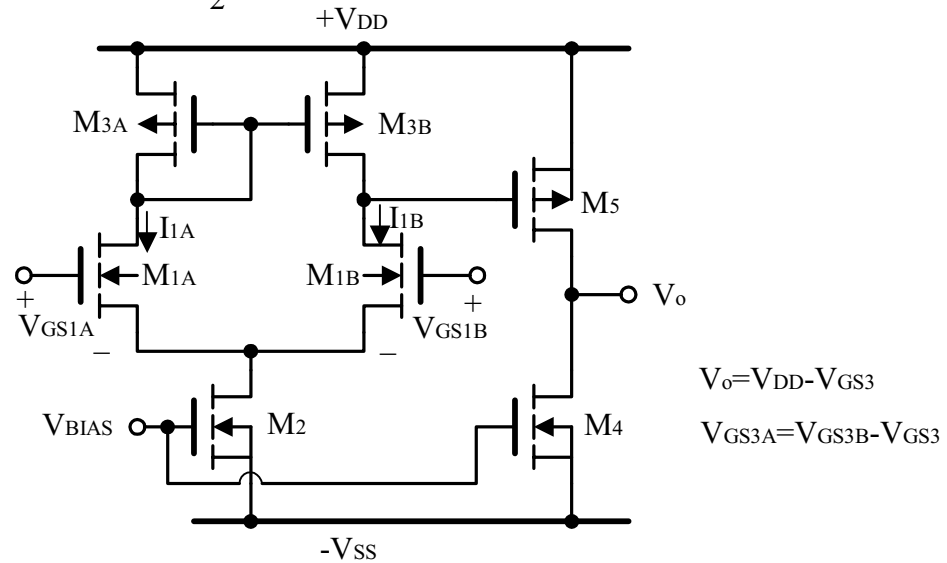 2
+VDD
M3A
M3B
M5
I1A
I1B
M1A
M1B
+
VGS1A
−
+
VGS1B
−
Vo
VBIAS
M2
M4
Vo=VDD-VGS3
VGS3A=VGS3B-VGS3
-VSS